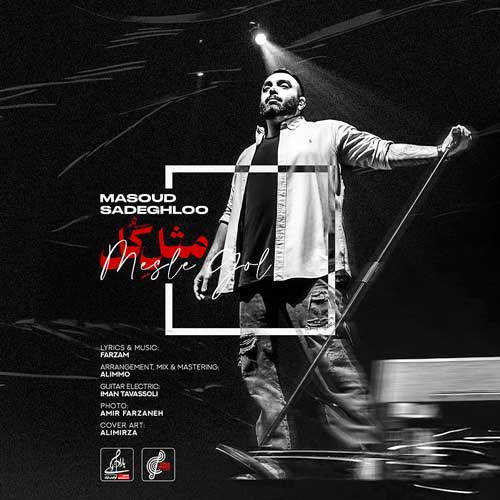 MASOUD
SADEGHLOO
مثل گل
Mesle Gol
LYRICS & MUSIC:
FARZAM
ARRANGEMENT, MIX & MASTERING:
ALIMMO
GUITAR ELECTRIC:
IMAN TAVASSOLI
PHOTO:
AMIR FARZANEH
COVER ART:
ALIMIRZA